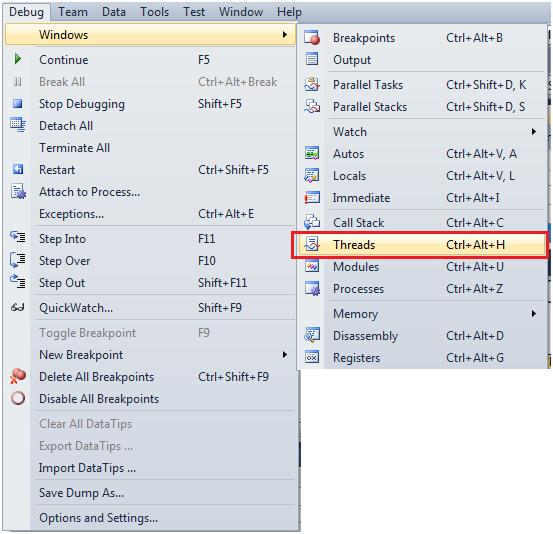 Debug Team Data Tools Test Window Help
Windows
Continue F5
Break All Ctrl+Alt+Break
Stop Debugging Shift+F5
Detach All
Terminate All
Restart Ctrl+Shift+F5
Attach to Process...
Exceptions... Ctrl+Alt+E
Step Into F11
Step Over F10
Step Out Shift+F11
QuickWatch... Shift+F9
Toggle Breakpoint F9
New Breakpoint
Delete All Breakpoints Ctrl+Shift+F9
Disable All Breakpoints
Clear All DataTips
Export DataTips ...
Import DataTips ...
Save Dump As...
Options and Settings...
Breakpoints Ctrl+Alt+B
Output
Parallel Tasks Ctrl+Shift+D, K
Parallel Stacks Ctrl+Shift+D, S
Watch
Autos Ctrl+Alt+V, A
Locals Ctrl+Alt+V, L
Immediate Ctrl+Alt+I
Call Stack Ctrl+Alt+C
Threads Ctrl+Alt+H
Modules Ctrl+Alt+U
Processes Ctrl+Alt+Z
Memory
Disassembly Ctrl+Alt+D
Registers Ctrl+Alt+G